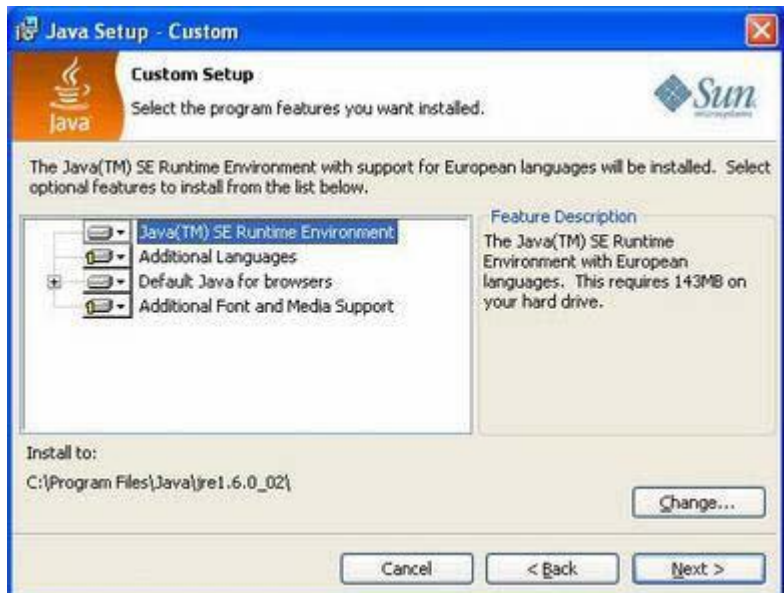 Java Setup - Custom
Java
Custom Setup
Select the program features you want installed.
Sun
microsystems
The Java(TM) SE Runtime Environment with support for European languages will be installed. Select
optional features to install from the list below.
Java(TM) SE Runtime Environment
Additional Languages
Default Java for browsers
Additional Font and Media Support
Feature Description
The Java(TM) SE Runtime
Environment with European
languages. This requires 143MB on
your hard drive.
Install to:
C:\Program Files\Java\jre1.6.0_02\
Change...
Cancel
< Back
Next >